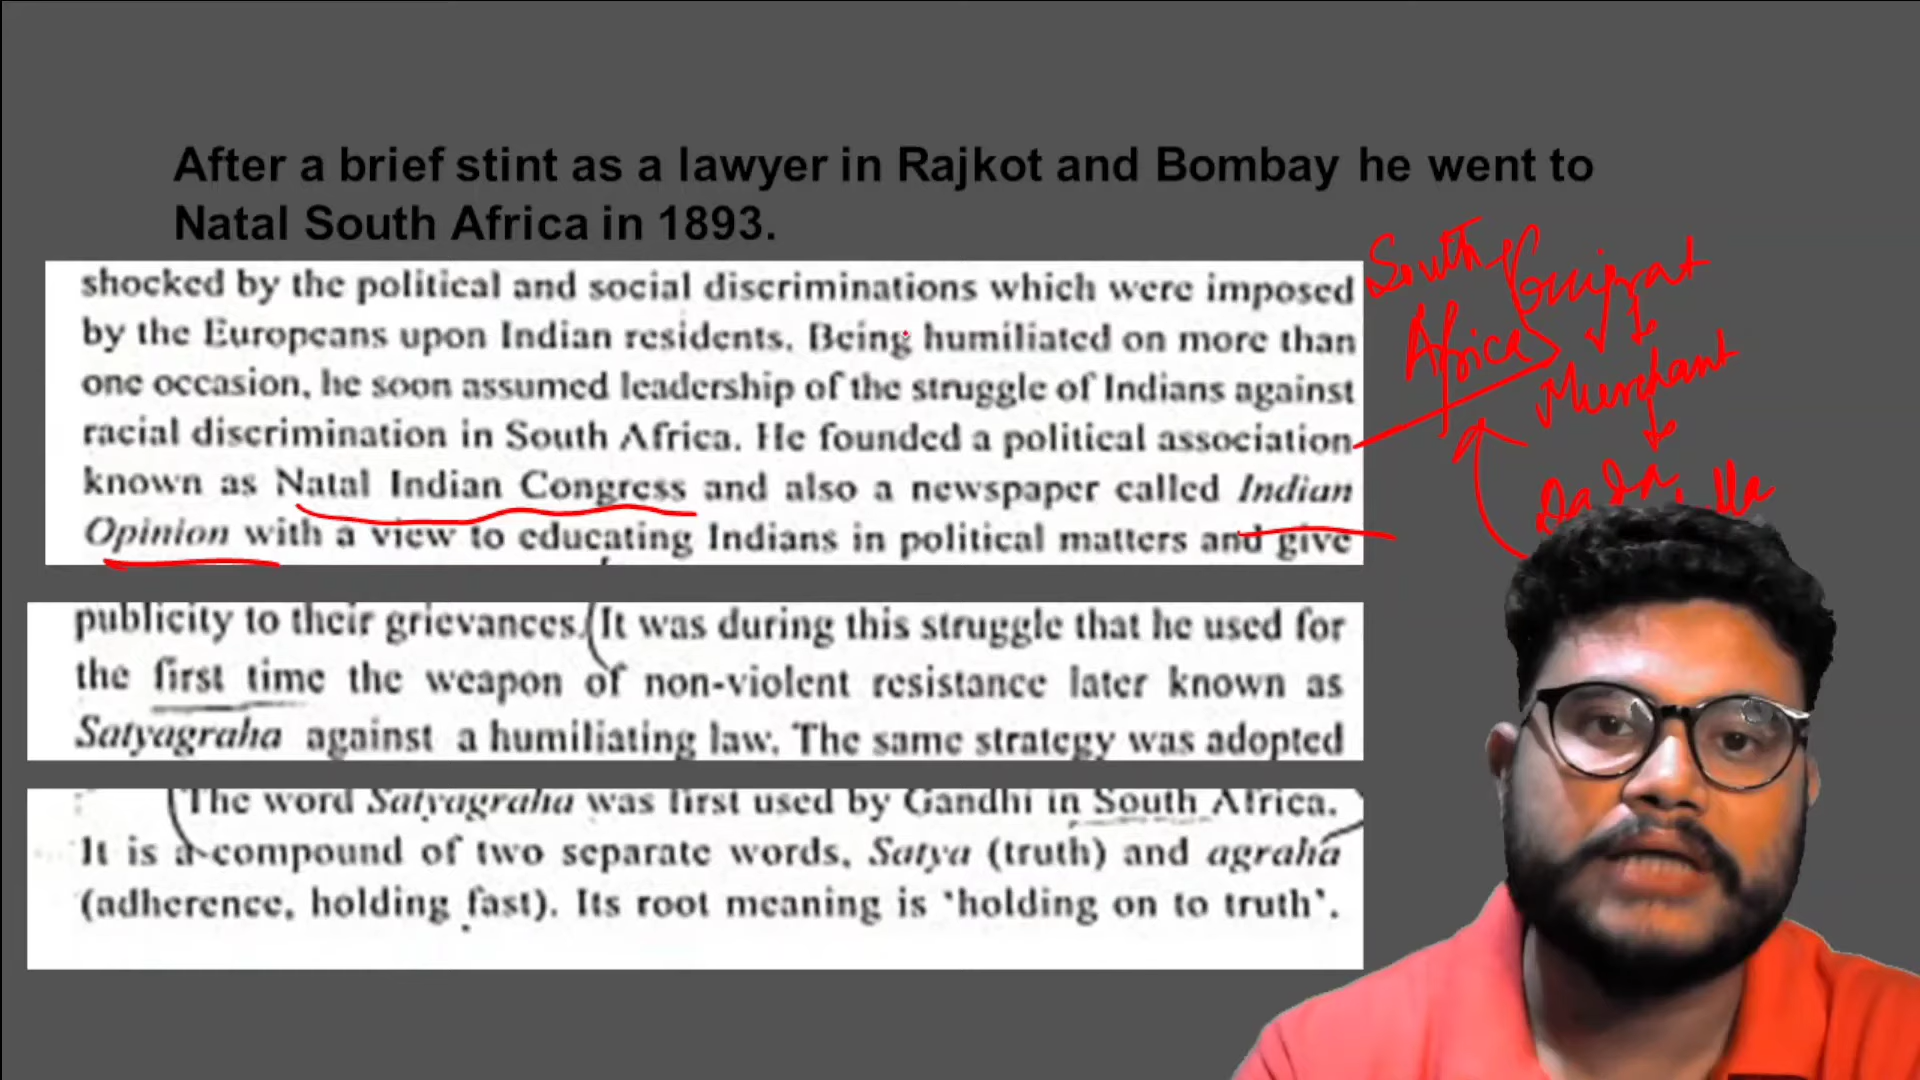 After a brief stint as a lawyer in Rajkot and Bombay he went to
Natal South Africa in 1893.
shocked by the political and social discriminations which were imposed
by the Europeans upon Indian residents. Being humiliated on more than
one occasion, he soon assumed leadership of the struggle of Indians against
racial discrimination in South Africa. He founded a political association
known as Natal Indian Congress and also a newspaper called Indian
Opinion with a view to educating Indians in political matters and give
publicity to their grievances. (It was during this struggle that he used for
the first time the weapon of non-violent resistance later known as
Satyagraha against a humiliating law. The same strategy was adopted
(The word Satyagraha was first used by Gandhi in South Africa.
It is a compound of two separate words, Satya (truth) and agraha
(adherence, holding fast). Its root meaning is 'holding on to truth'.
South
Africa
Gujrat
Merchant
Dada